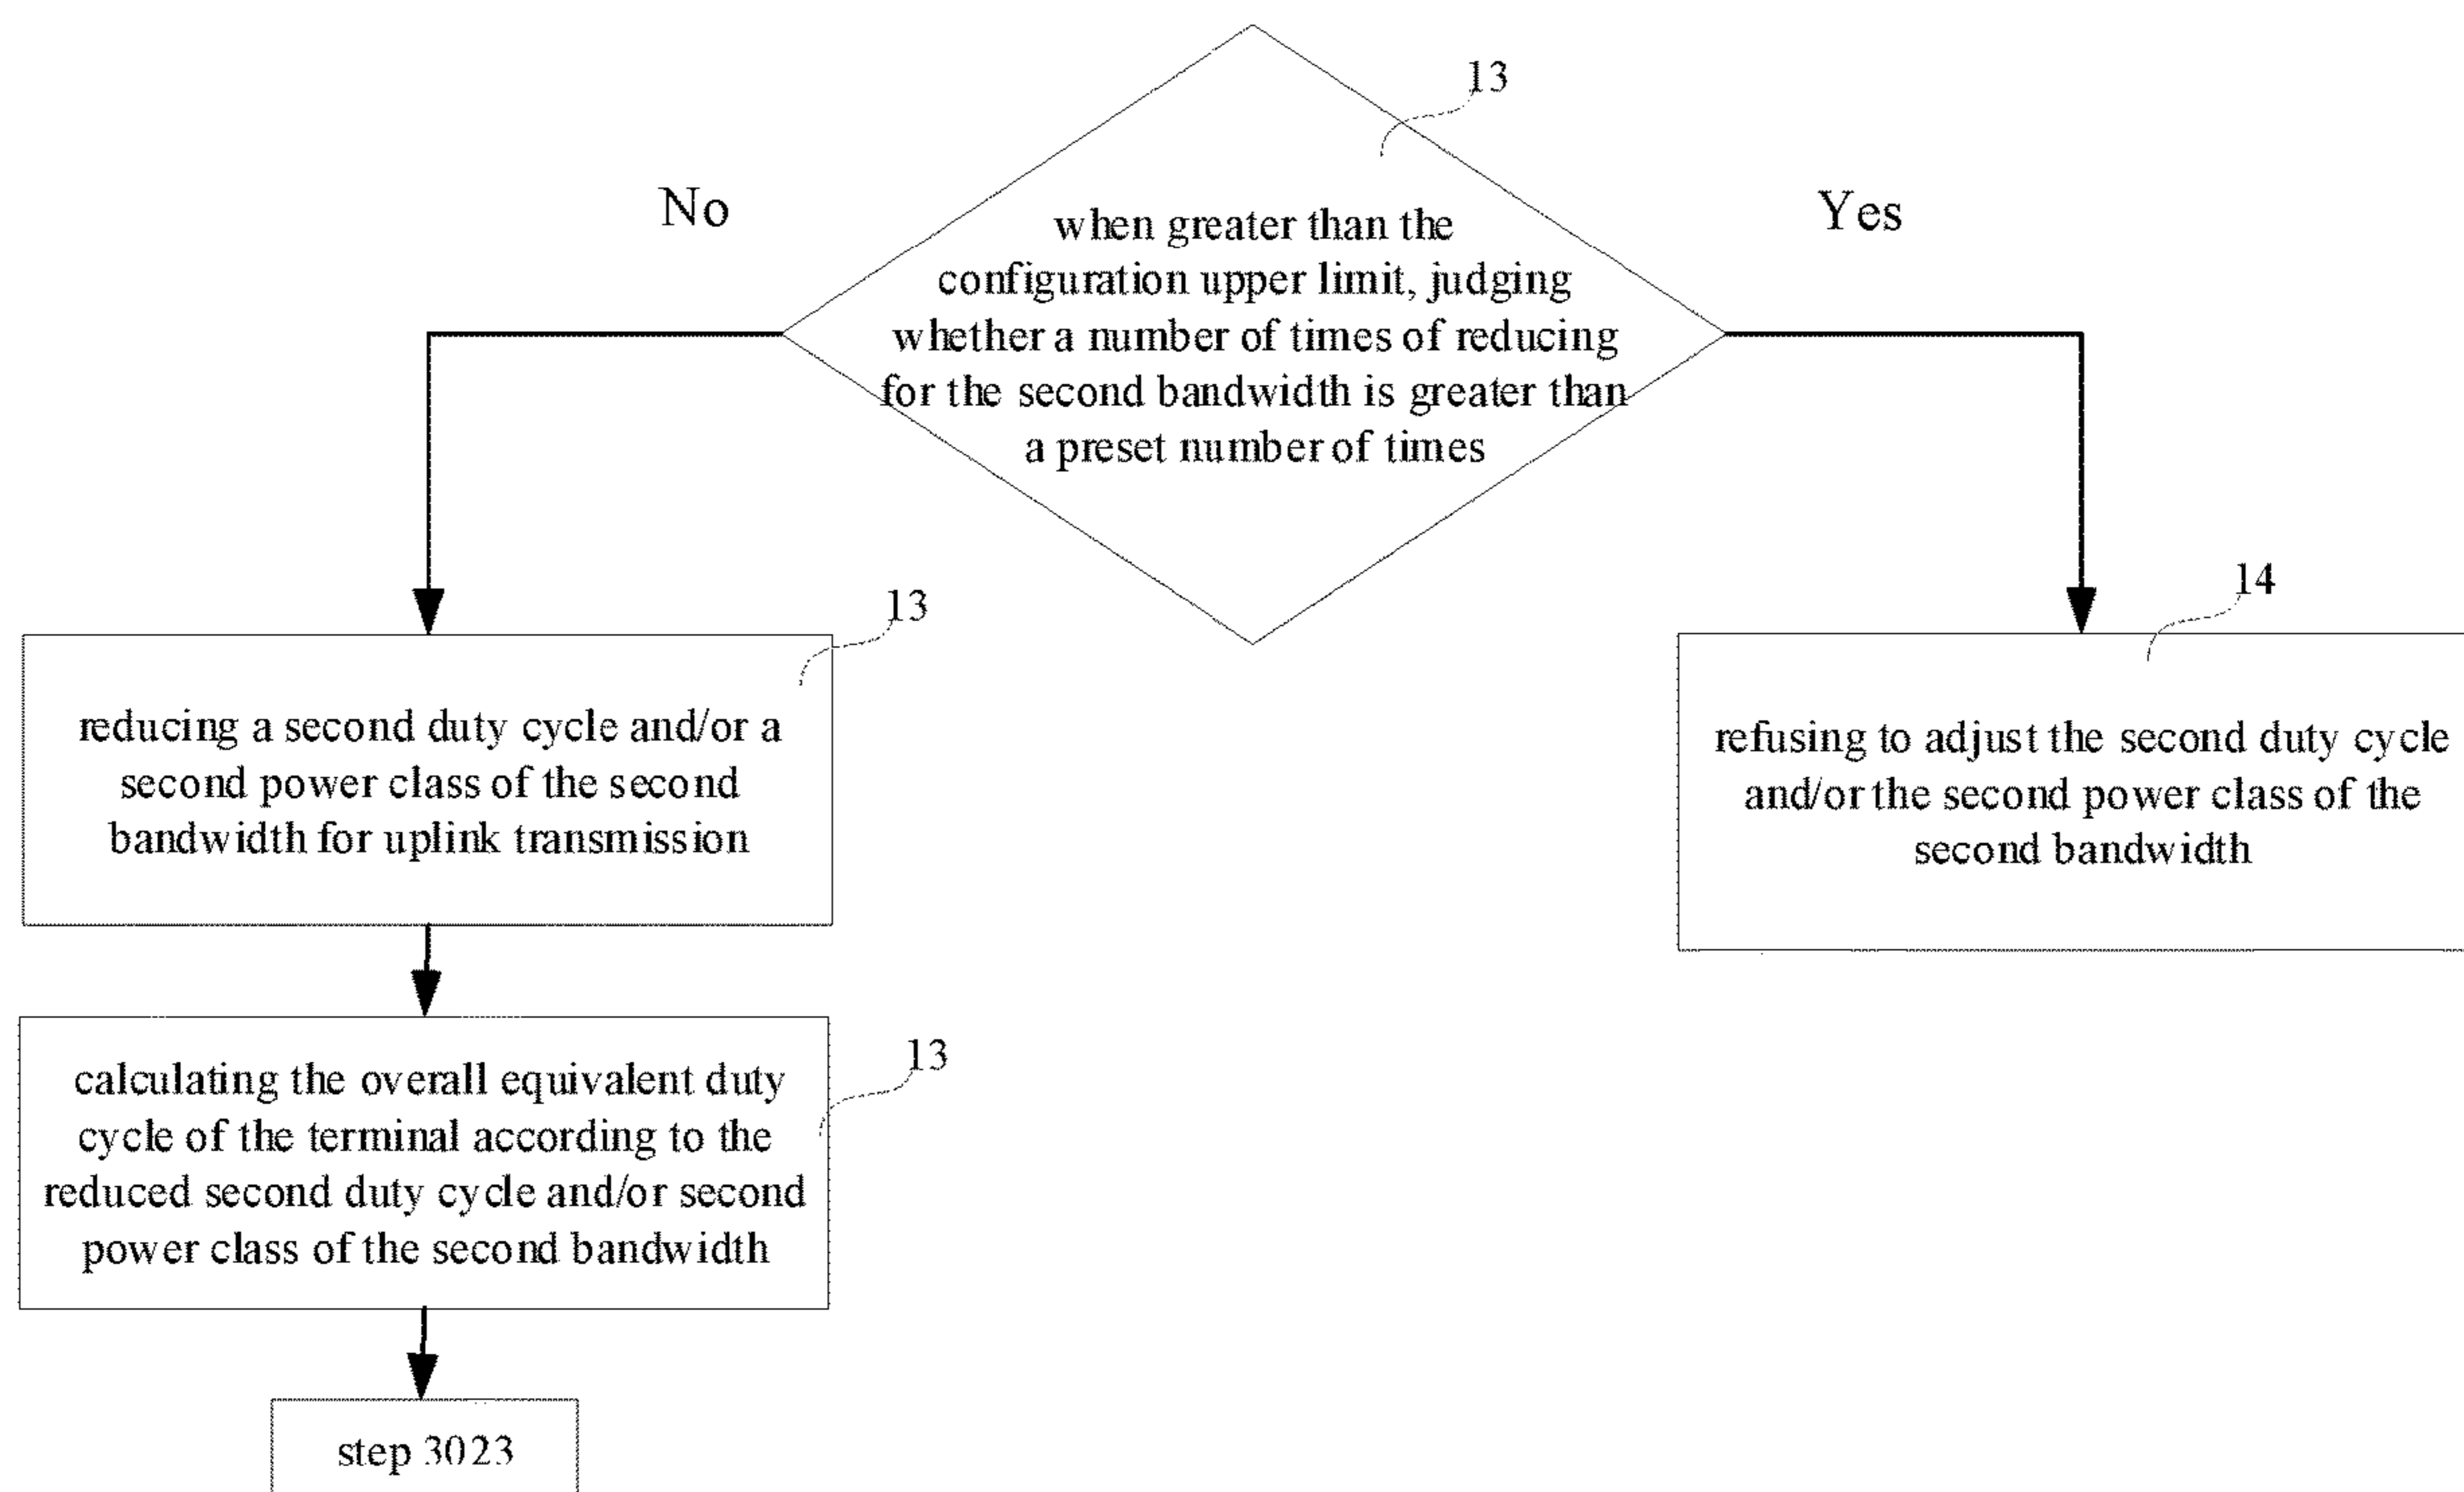 13
No
Yes
when greater than the
configuration upper limit, judging
whether a number of times of reducing
for the second bandwidth is greater than
a preset number of times
13
14
reducing a second duty cycle and/or a
second power class of the second
bandwidth for uplink transmission
refusing to adjust the second duty cycle
and/or the second power class of the
second bandwidth
13
calculating the overall equivalent duty
cycle of the terminal according to the
reduced second duty cycle and/or second
power class of the second bandwidth
step 3023